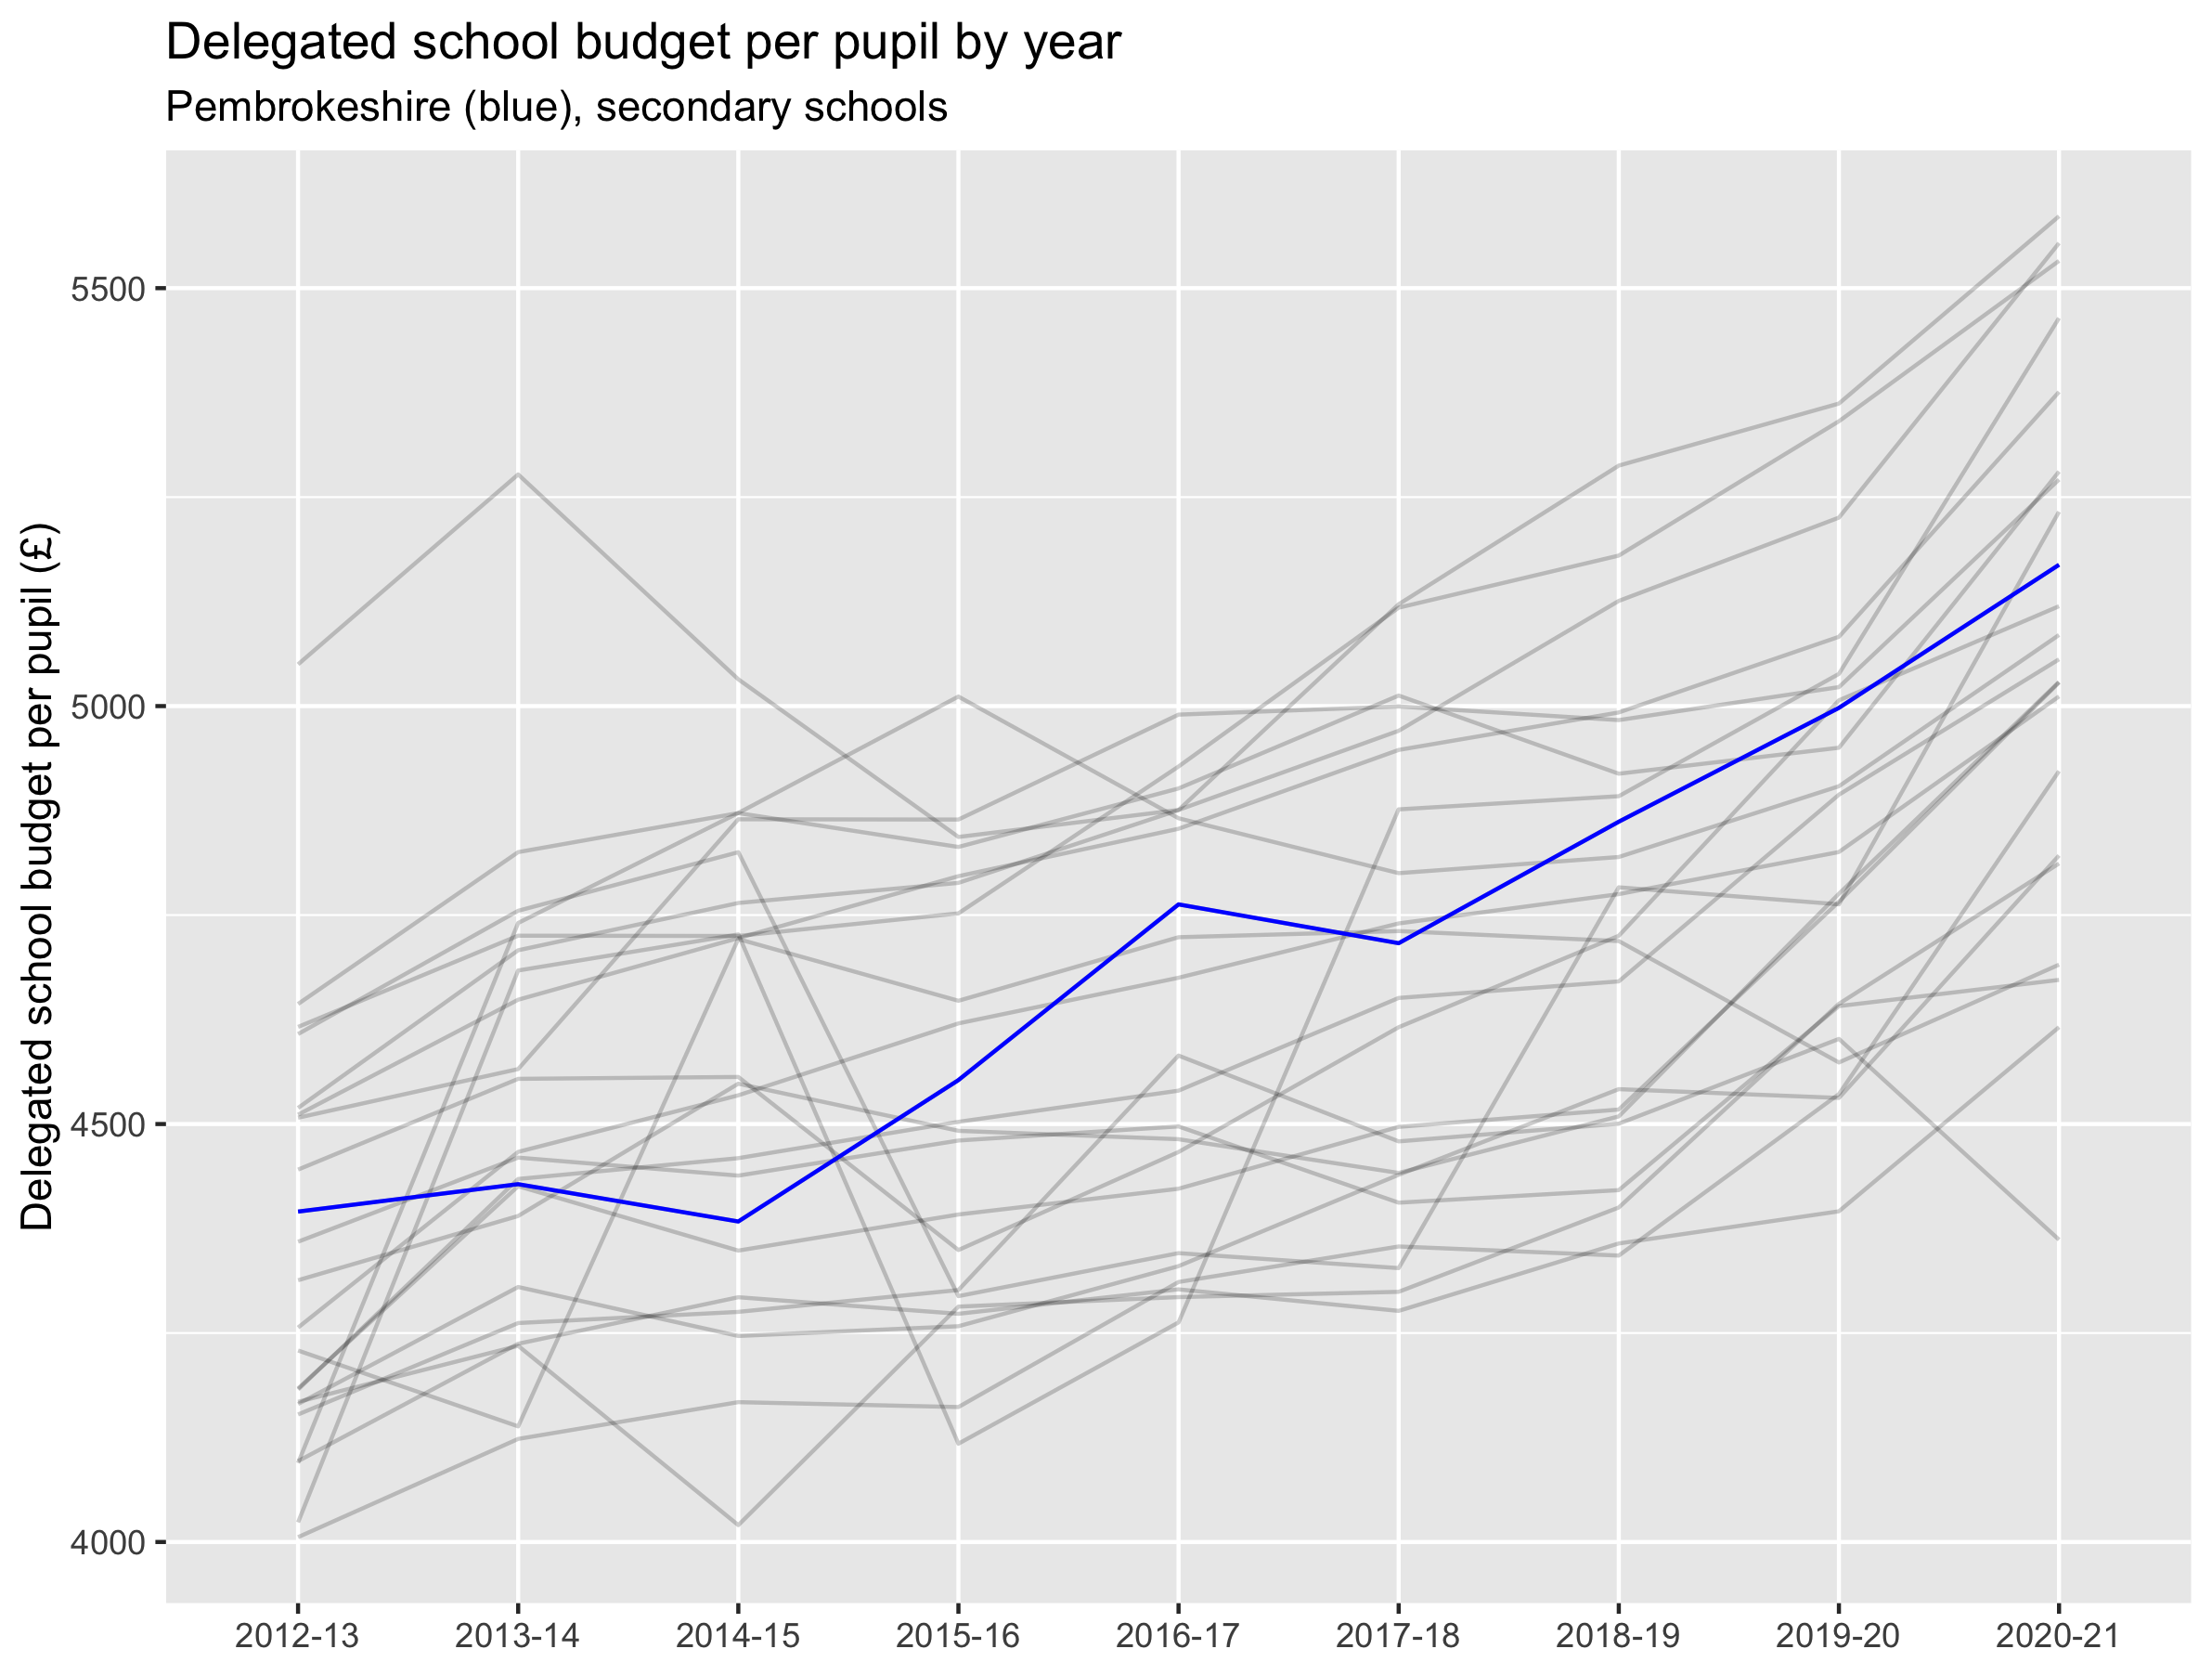 Delegated school budget per pupil by year
Pembrokeshire (blue), secondary schools
Delegated school budget per pupil (£)
5500
5000
4500
4000
2012-13 2013-14 2014-15 2015-16 2016-17 2017-18 2018-19 2019-20 2020-21